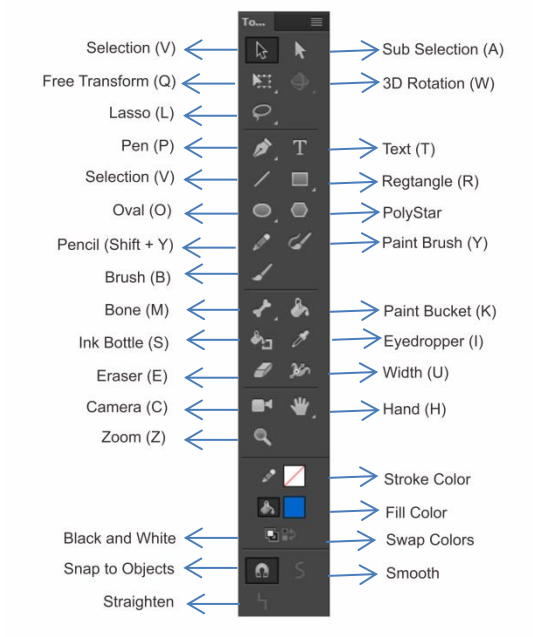 To...
Selection (V)
Sub Selection (A)
Free Transform (Q)
3D Rotation (W)
Lasso (L)
Pen (P)
Text (T)
Selection (V)
Regtangle (R)
Oval (O)
PolyStar
Pencil (Shift + Y)
Paint Brush (Y)
Brush (B)
Bone (M)
Paint Bucket (K)
Ink Bottle (S)
Eyedropper (I)
Eraser (E)
Width (U)
Camera (C)
Hand (H)
Zoom (Z)
Stroke Color
Fill Color
Black and White
Swap Colors
Snap to Objects
Smooth
Straighten